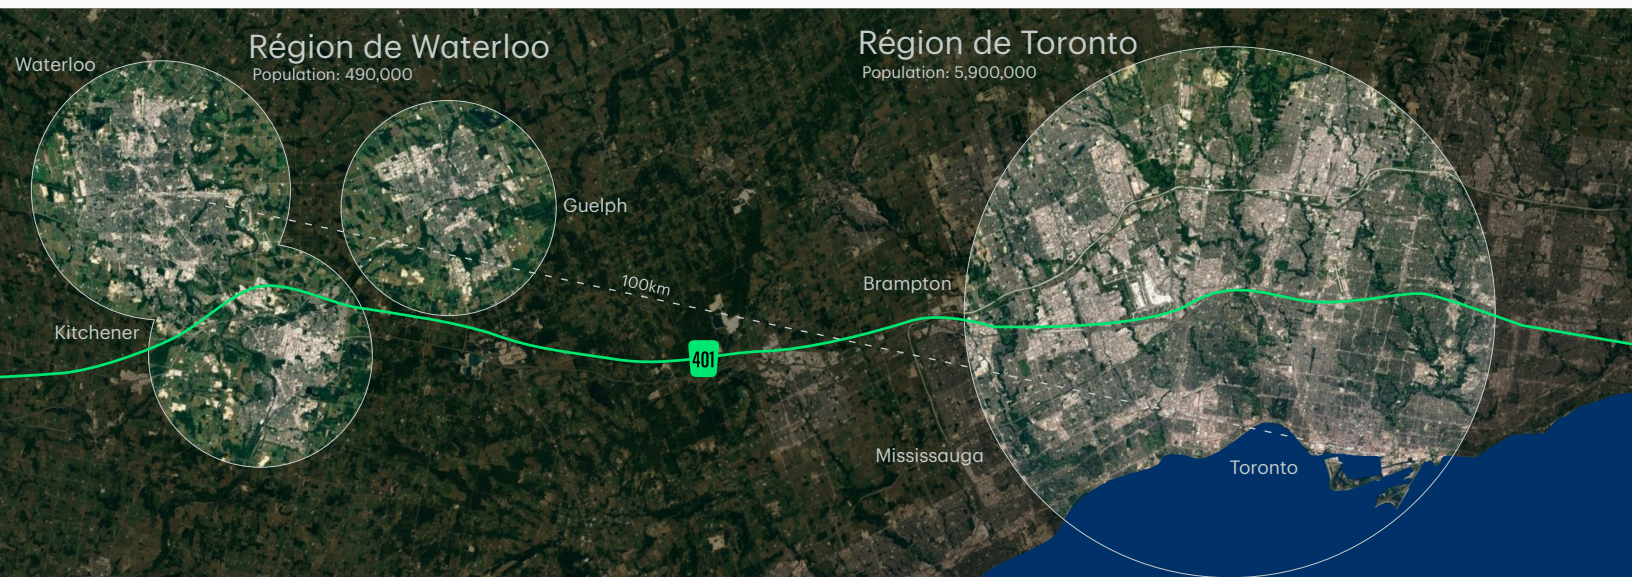 Région de Waterloo
Population: 490,000
Région de Toronto
Population: 5,900,000
Waterloo
Guelph
100km
Brampton
Kitchener
401
Mississauga
Toronto